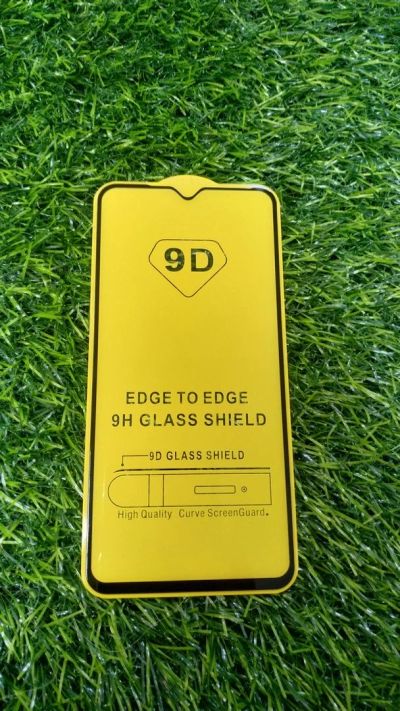 9D
EDGE TO EDGE
9H GLASS SHIELD
9D GLASS SHIELD
High Quality Curve ScreenGuard.